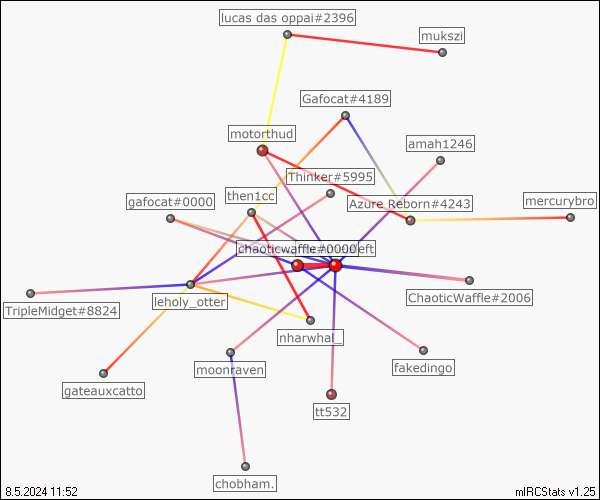 lucas das oppai#2396
mukszi
Gafocat#4189
motorthud
amah1246
Thinker#5995
gafocat#0000
then1cc
Azure Reborn#4243
mercurybro
chaoticwaffle#0000
left
ChaoticWaffle#2006
leholy_otter
TripleMidget#8824
nharwhal_
moonraven
fakedingo
gateauxcatto
tt532
chobham.
8.5.2024 11:52
mIRCStats v1.25